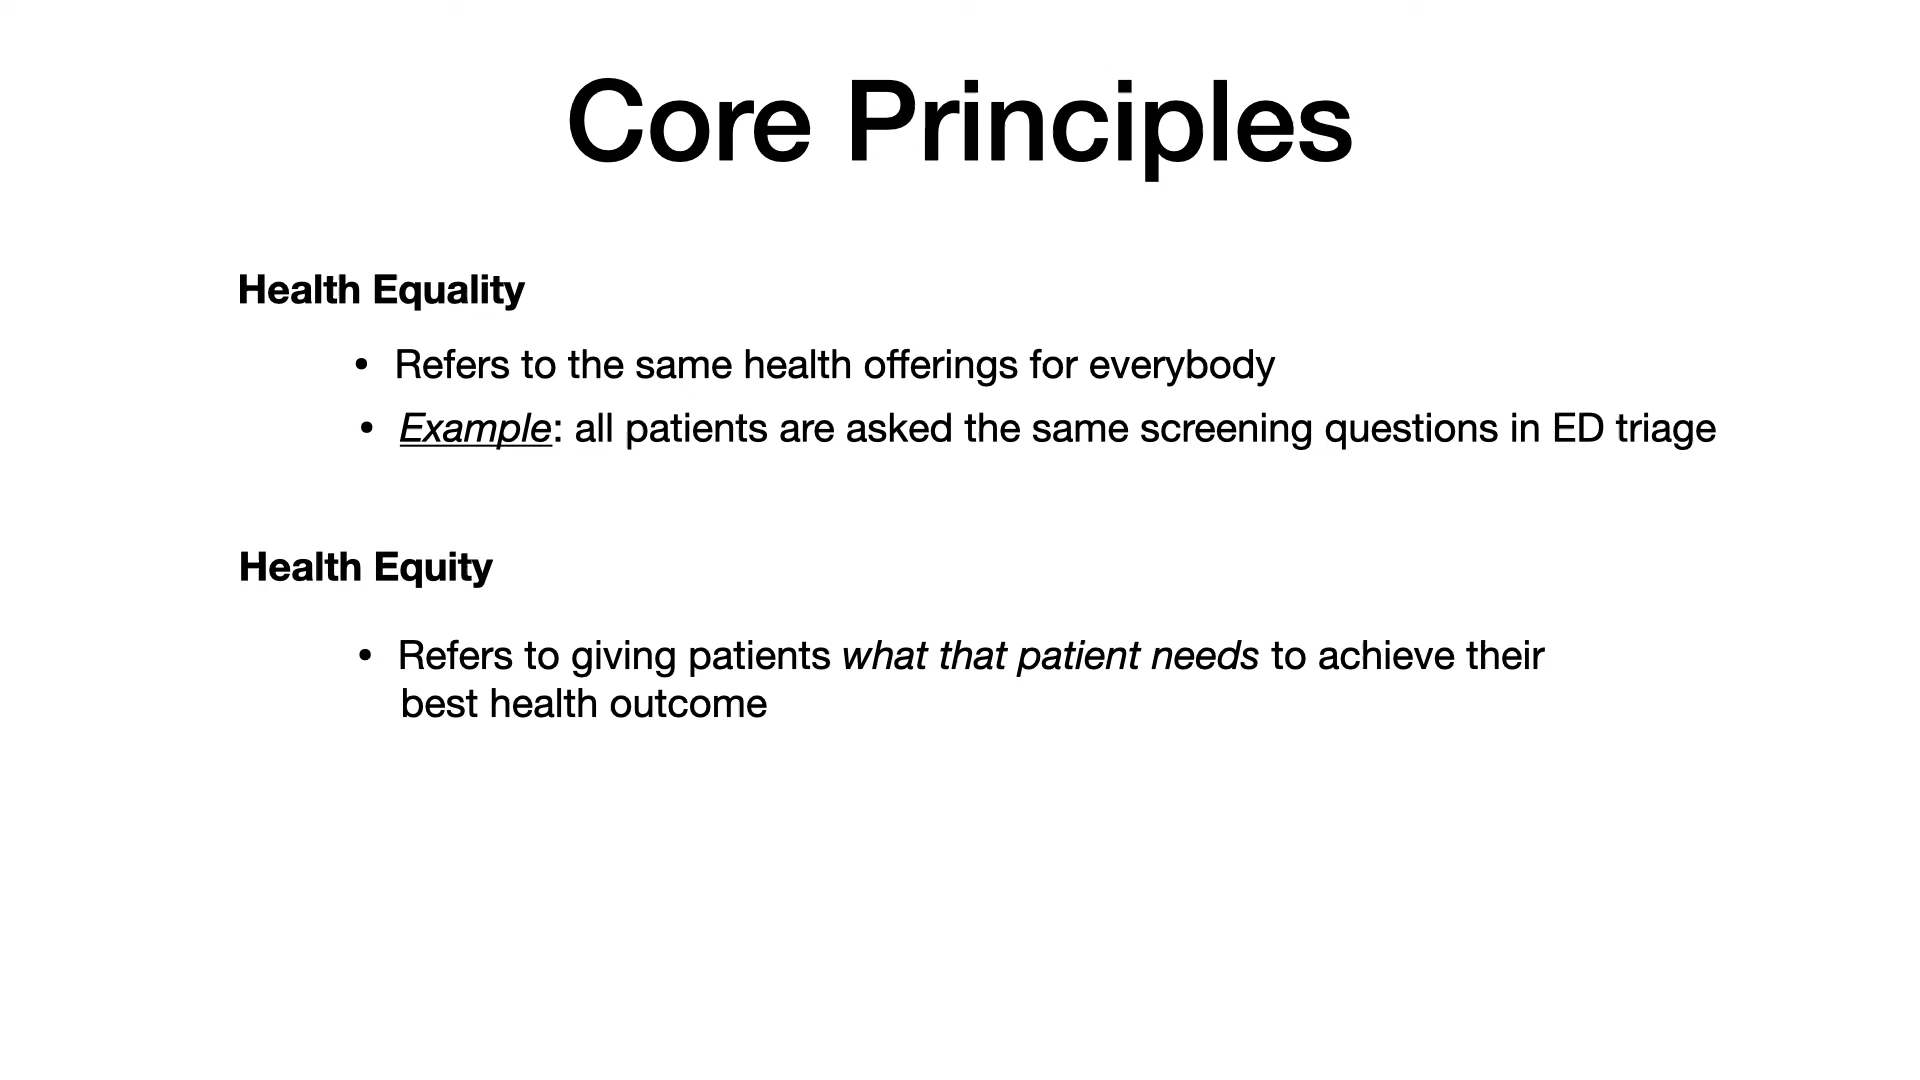 Core Principles
Health Equality
• Refers to the same health offerings for everybody
• Example: all patients are asked the same screening questions in ED triage
Health Equity
• Refers to giving patients what that patient needs to achieve their
best health outcome